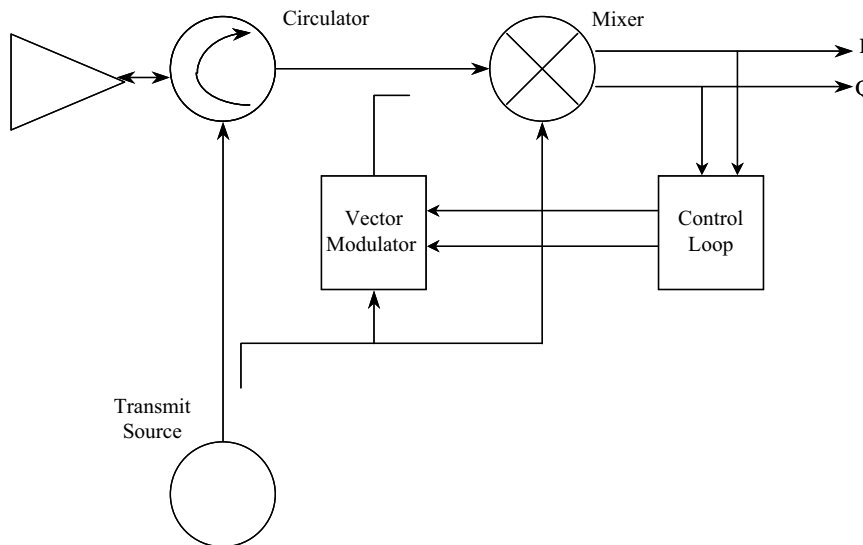 Circulator
Mixer
I
Q
Vector
Modulator
Control
Loop
Transmit
Source